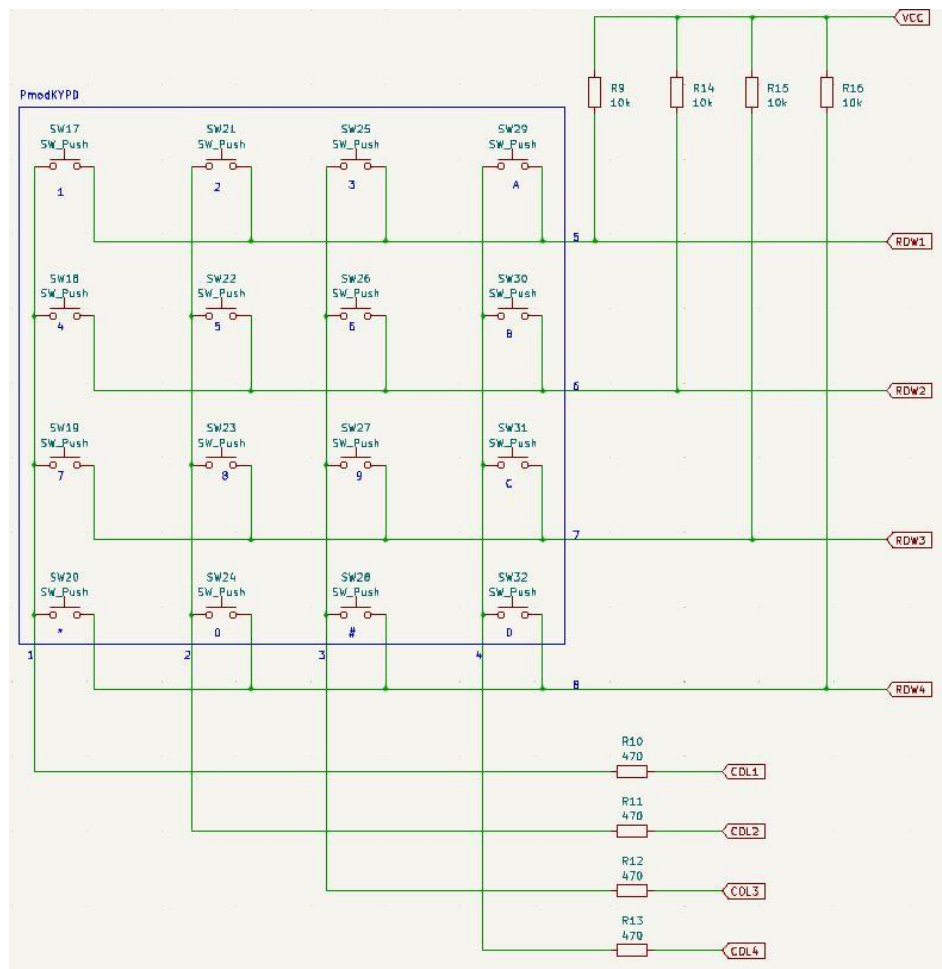 VCC
R9 R14 R15 R16
10k 10k 10k 10k
PmodKYPD
SW17 SW21 SW25 SW29
SW_Push SW_Push SW_Push SW_Push
1 2 3 A
5 ROW1
SW18 SW22 SW26 SW30
SW_Push SW_Push SW_Push SW_Push
4 5 6 B
6 ROW2
SW19 SW23 SW27 SW31
SW_Push SW_Push SW_Push SW_Push
7 8 9 C
7 ROW3
SW20 SW24 SW28 SW32
SW_Push SW_Push SW_Push SW_Push
* 0 # D
1 2 3 4
8 ROW4
R10
470
COL1
R11
470
COL2
R12
470
COL3
R13
470
COL4